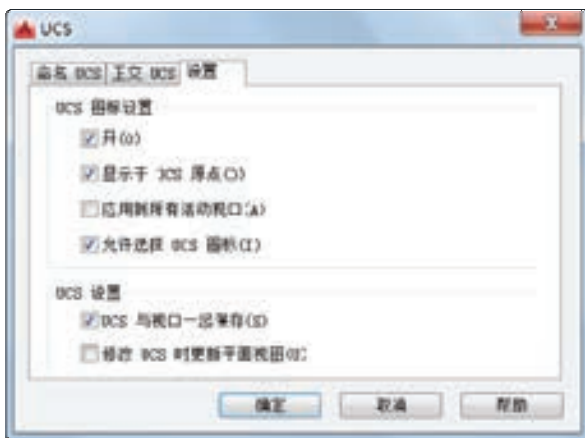 UCS
命名 UCS 正交 UCS 设置
UCS 图标设置
开(O)
显示于 UCS 原点(D)
应用到所有活动视口(A)
允许选择 UCS 图标(I)
UCS 设置
UCS 与视口一起保存(S)
修改 UCS 时更新平面视图(U)
确定 取消 帮助